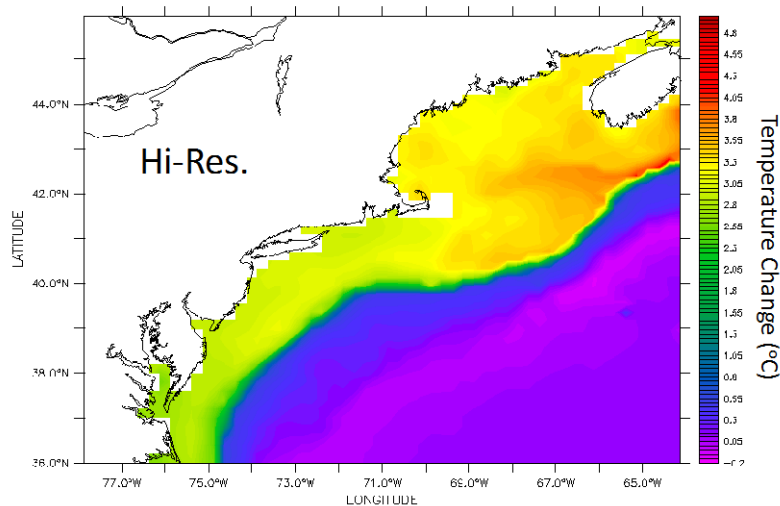 Hi-Res.
LATITUDE
44.0°N
42.0°N
40.0°N
38.0°N
36.0°N
77.0°W 75.0°W 73.0°W 71.0°W 69.0°W 67.0°W 65.0°W
LONGITUDE
4.8
4.55
4.3
4.05
3.8
3.55
3.3
3.05
2.8
2.55
2.3
2.05
1.8
1.55
1.3
1.05
0.8
0.55
0.3
0.05
-0.2
Temperature Change (ºC)